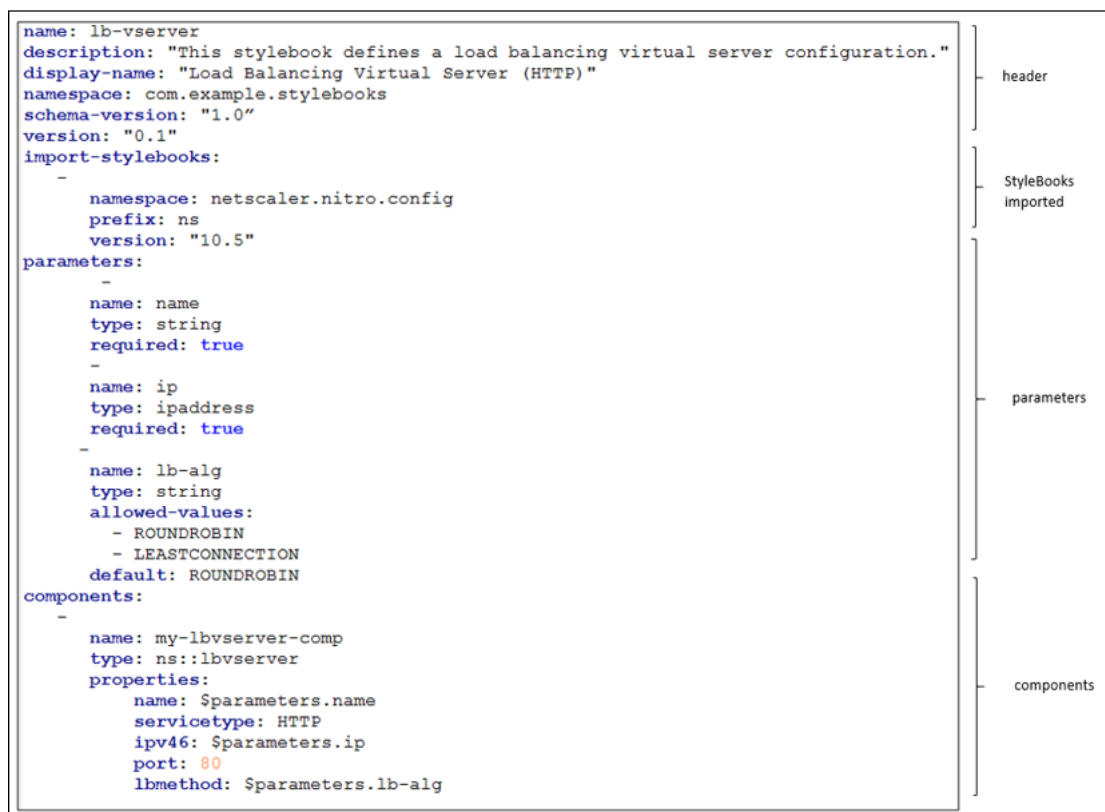 name: lb-vserver
description: "This stylebook defines a load balancing virtual server configuration."
display-name: "Load Balancing Virtual Server (HTTP)"
namespace: com.example.stylebooks
schema-version: "1.0″
version: "0.1"
import-stylebooks:
-
namespace: netscaler.nitro.config
prefix: ns
version: "10.5"
parameters:
-
name: name
type: string
required: true
-
name: ip
type: ipaddress
required: true
-
name: lb-alg
type: string
allowed-values:
- ROUNDROBIN
- LEASTCONNECTION
default: ROUNDROBIN
components:
-
name: my-lbvserver-comp
type: ns::lbvserver
properties:
name: $parameters.name
servicetype: HTTP
ipv46: $parameters.ip
port: 80
lbmethod: $parameters.lb-alg
header
StyleBooks
imported
parameters
components